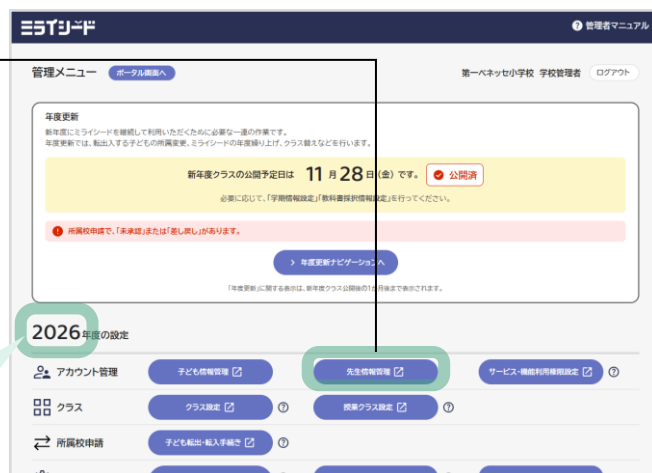 ミライシード
? 管理者マニュアル
管理メニュー ポータル画面へ 第一ベネッセ小学校 学校管理者 ログアウト
年度更新
新年度にミライシードを継続して利用いただくために必要な一連の作業です。
年度更新では、転出入する子どもの所属変更、ミライシードの年度繰り上げ、クラス替えなどを行います。
新年度クラスの公開予定日は 11 月 28 日(金) です。 公開済
必要に応じて、「学期情報設定」「教科書採択情報設定」を行ってください。
所属校申請で、「未承認」または「差し戻し」があります。
> 年度更新ナビゲーションへ
「年度更新」に関する表示は、新年度クラス公開後の1か月後まで表示されます。
2026年度の設定
アカウント管理 子ども情報管理 先生情報管理 サービス・機能利用権限設定 ?
クラス クラス設定 ? 授業クラス設定 ?
所属校申請 子ども転出・転入手続き ?